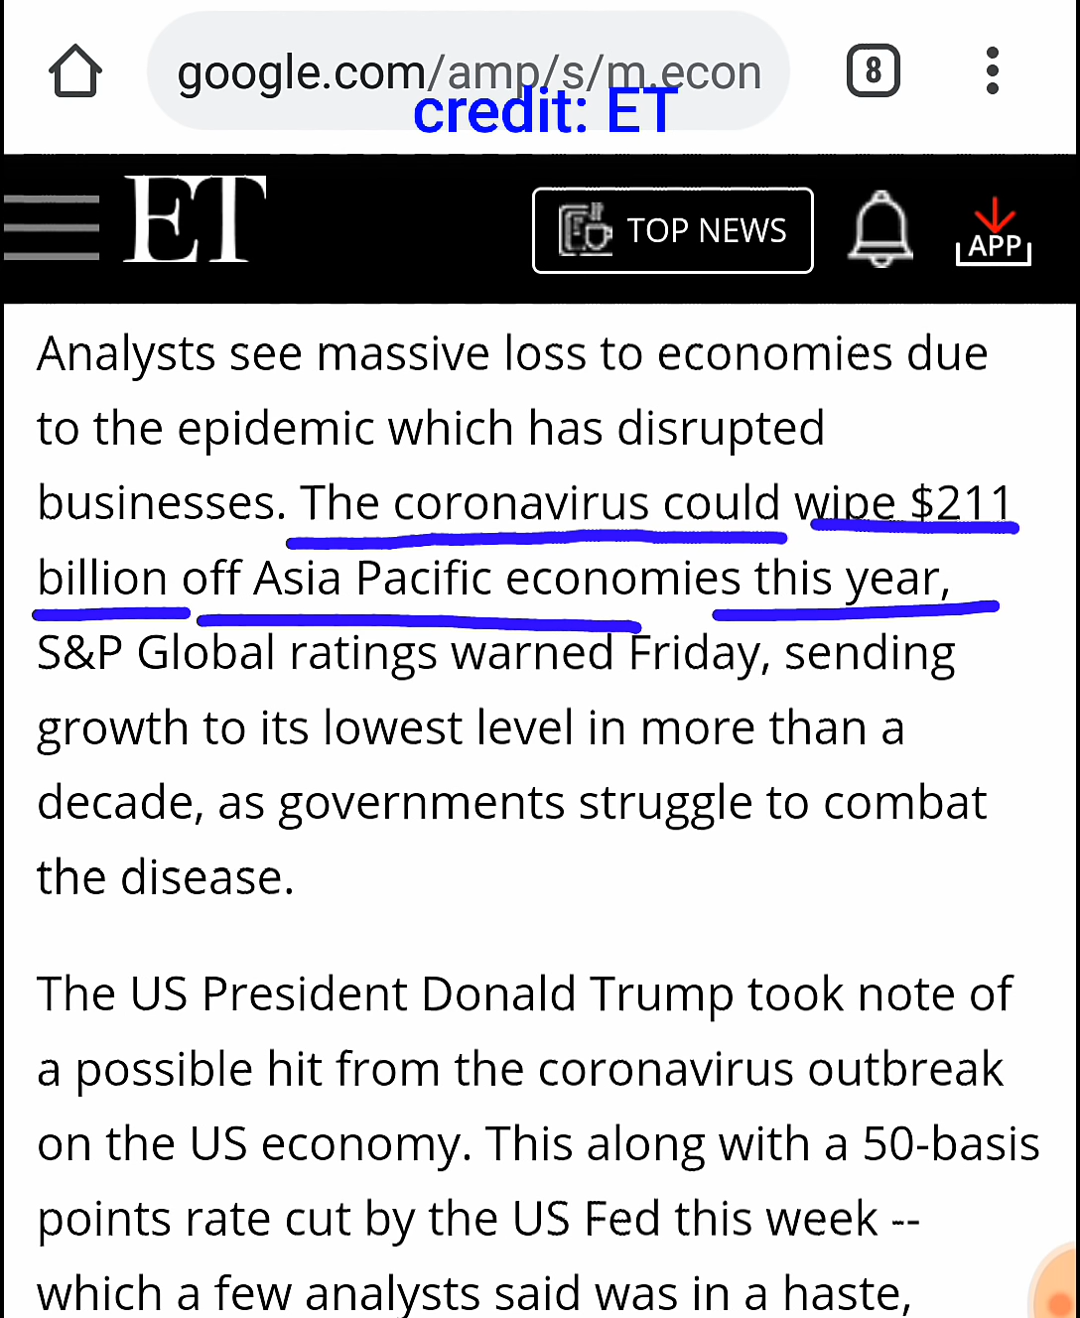 google.com/amp/s/m.econ
8
credit: ET
ET
TOP NEWS
APP
Analysts see massive loss to economies due
to the epidemic which has disrupted
businesses. The coronavirus could wipe $211
billion off Asia Pacific economies this year,
S&P Global ratings warned Friday, sending
growth to its lowest level in more than a
decade, as governments struggle to combat
the disease.
The US President Donald Trump took note of
a possible hit from the coronavirus outbreak
on the US economy. This along with a 50-basis
points rate cut by the US Fed this week --
which a few analysts said was in a haste,